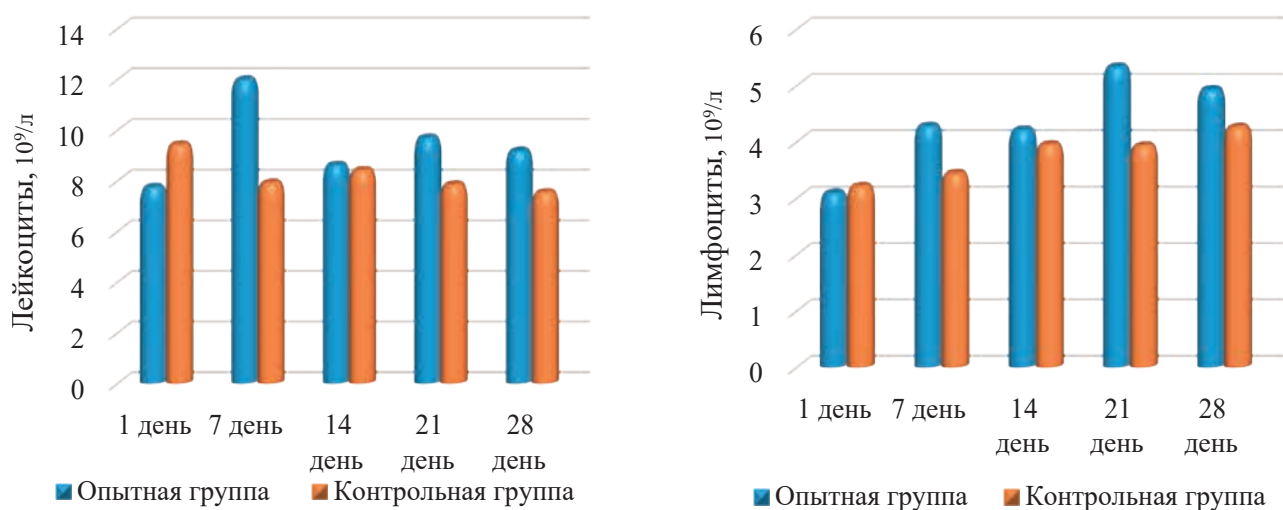 Лейкоциты, 10⁹/л
14
12
10
8
6
4
2
0
1 день
7 день
14
день
21
день
28
день
Опытная группа
Контрольная группа
Лимфоциты, 10⁹/л
6
5
4
3
2
1
0
1 день
7 день
14
день
21
день
28
день
Опытная группа
Контрольная группа